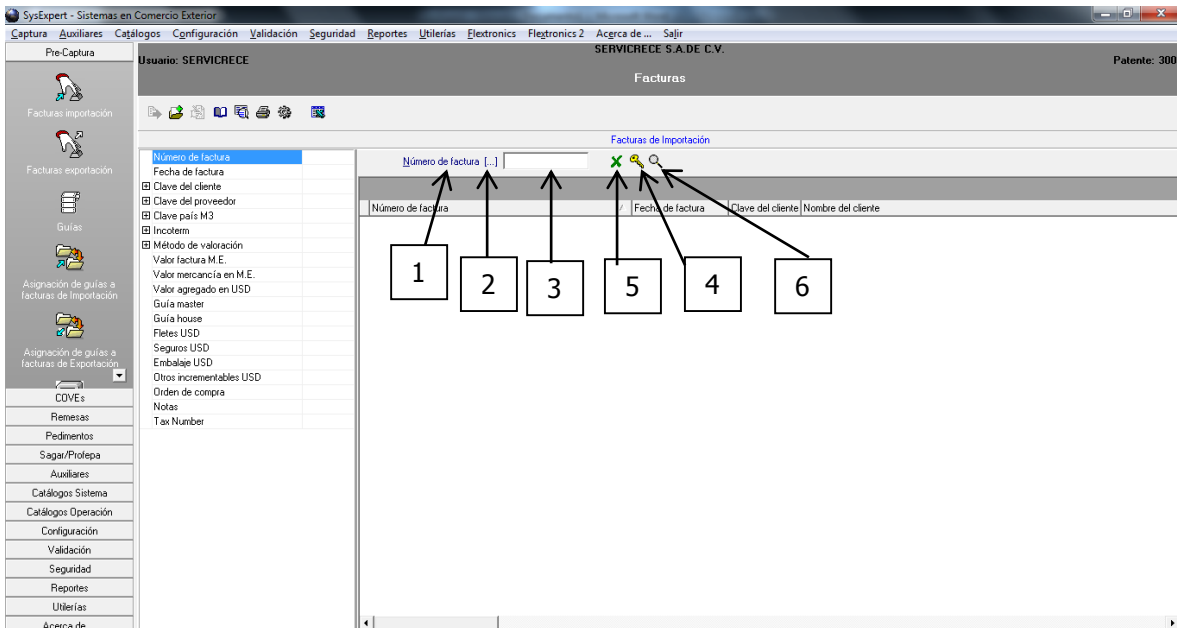 SysExpert - Sistemas en Comercio Exterior
Captura Auxiliares Catálogos Configuración Validación Seguridad Reportes Utilerías Flextronics Flextronics 2 Acerca de ... Salir
Pre-Captura
Facturas importación
Facturas exportación
Guías
Asignación de guías a
facturas de Importación
Asignación de guías a
facturas de Exportación
COVEs
Remesas
Pedimentos
Sagar/Profepa
Auxiliares
Catálogos Sistema
Catálogos Operación
Configuración
Validación
Seguridad
Reportes
Utilerías
Acerca de
SERVICRECE S.A.DE C.V.
Usuario: SERVICRECE
Patente: 300
Facturas
Facturas de Importación
Número de factura
Fecha de factura
Clave del cliente
Clave del proveedor
Clave país M3
Incoterm
Método de valoración
Valor factura M.E.
Valor mercancía en M.E.
Valor agregado en USD
Guía master
Guía house
Fletes USD
Seguros USD
Embalaje USD
Otros incrementables USD
Orden de compra
Notas
Tax Number
Número de factura [...]
Número de factura Fecha de factura Clave del cliente Nombre del cliente
1 2 3 5 4 6